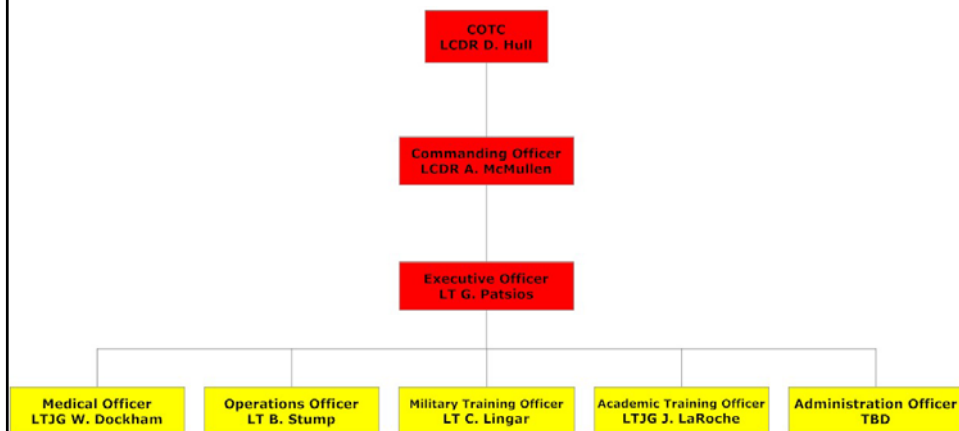 COTC
LCDR D. Hull
Commanding Officer
LCDR A. McMullen
Executive Officer
LT G. Patsios
Medical Officer
LTJG W. Dockham
Operations Officer
LT B. Stump
Military Training Officer
LT C. Lingar
Academic Training Officer
LTJG J. LaRoche
Administration Officer
TBD